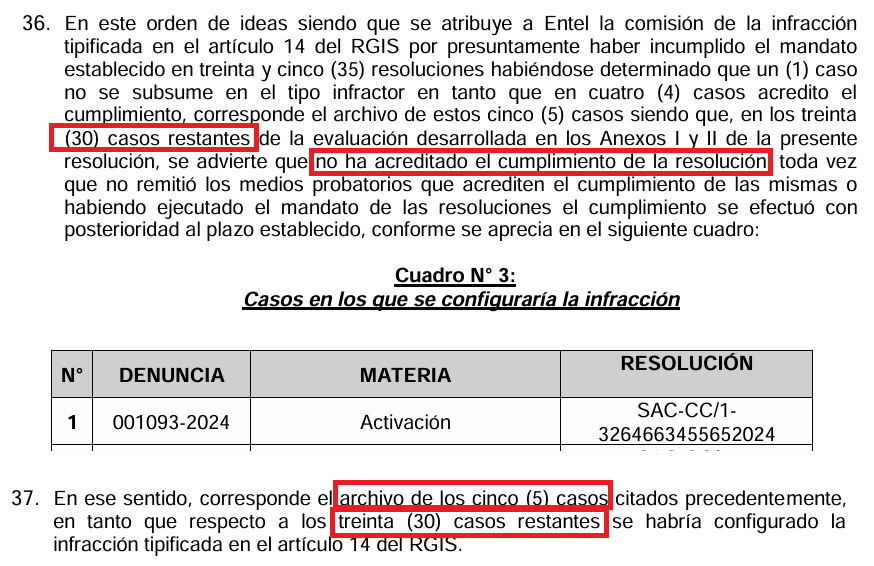 36. En este orden de ideas siendo que se atribuye a Entel la comisión de la infracción
tipificada en el artículo 14 del RGIS por presuntamente haber incumplido el mandato
establecido en treinta y cinco (35) resoluciones habiéndose determinado que un (1) caso
no se subsume en el tipo infractor en tanto que en cuatro (4) casos acredito el
cumplimiento, corresponde el archivo de estos cinco (5) casos siendo que, en los treinta
(30) casos restantes de la evaluación desarrollada en los Anexos I y II de la presente
resolución, se advierte que no ha acreditado el cumplimiento de la resolución toda vez
que no remitió los medios probatorios que acrediten el cumplimiento de las mismas o
habiendo ejecutado el mandato de las resoluciones el cumplimiento se efectuó con
posterioridad al plazo establecido, conforme se aprecia en el siguiente cuadro:
Cuadro N° 3:
Casos en los que se configuraría la infracción
N° DENUNCIA MATERIA RESOLUCIÓN
1 001093-2024 Activación SAC-CC/1-
3264663455652024
37. En ese sentido, corresponde el archivo de los cinco (5) casos citados precedentemente,
en tanto que respecto a los treinta (30) casos restantes se habría configurado la
infracción tipificada en el artículo 14 del RGIS.